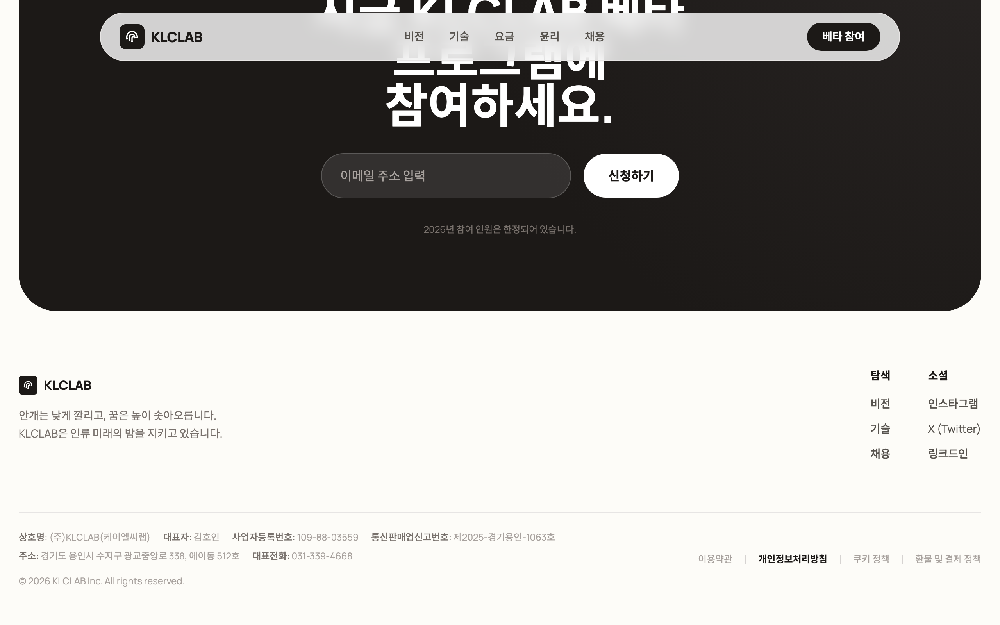 지금 KLCLAB 베타
KLCLAB
비전 기술 요금 윤리 채용
베타 참여
프로그램에
참여하세요.
이메일 주소 입력
신청하기
2026년 참여 인원은 한정되어 있습니다.
KLCLAB
안개는 낮게 깔리고, 꿈은 높이 솟아오릅니다.
KLCLAB은 인류 미래의 밤을 지키고 있습니다.
탐색
비전
기술
채용
소셜
인스타그램
X (Twitter)
링크드인
상호명: (주)KLCLAB(케이엘씨랩) 대표자: 김호인 사업자등록번호: 109-88-03559 통신판매업신고번호: 제2025-경기용인-1063호
주소: 경기도 용인시 수지구 광교중앙로 338, 에이동 512호 대표전화: 031-339-4668
이용약관 | 개인정보처리방침 | 쿠키 정책 | 환불 및 결제 정책
© 2026 KLCLAB Inc. All rights reserved.